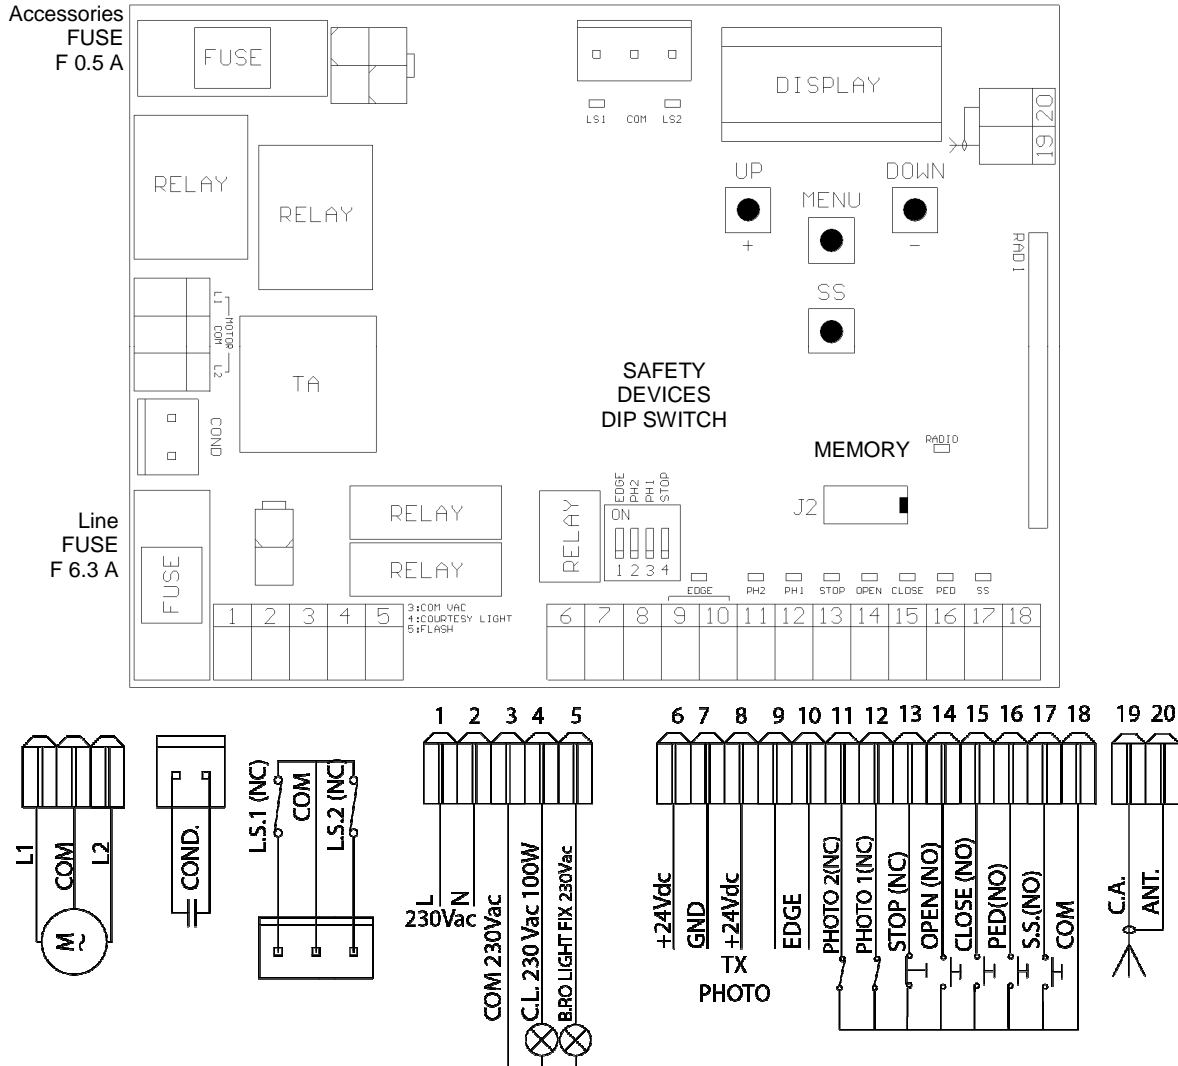 Accessories
FUSE
F 0.5 A
FUSE
LS1 COM LS2
DISPLAY
19 20
UP
+
MENU
DOWN
-
SS
RELAY
RELAY
RADI
L1
MOTOR
COM
L2
TA
COND
SAFETY
DEVICES
DIP SWITCH
MEMORY
RADIO
J2
Line
FUSE
F 6.3 A
FUSE
RELAY
RELAY
RELAY
EDGE
PH2
PH1
STOP
ON
1 2 3 4
EDGE PH2 PH1 STOP OPEN CLOSE PED SS
1 2 3 4 5
3:COM VAC
4:COURTESY LIGHT
5:FLASH
6 7 8 9 10 11 12 13 14 15 16 17 18
L1
COM
L2
M ~
COND.
L.S.1 (NC)
COM
L.S.2 (NC)
1 2 3 4 5
L N
230Vac
COM 230Vac
C.L. 230 Vac 100W
B.RO LIGHT FIX 230Vac
6 7 8 9 10 11 12 13 14 15 16 17 18
+24Vdc
GND
+24Vdc
TX
PHOTO
EDGE
PHOTO 2(NC)
PHOTO 1(NC)
STOP (NC)
OPEN (NO)
CLOSE (NO)
PED(NO)
S.S.(NO)
COM
19 20
C.A.
ANT.